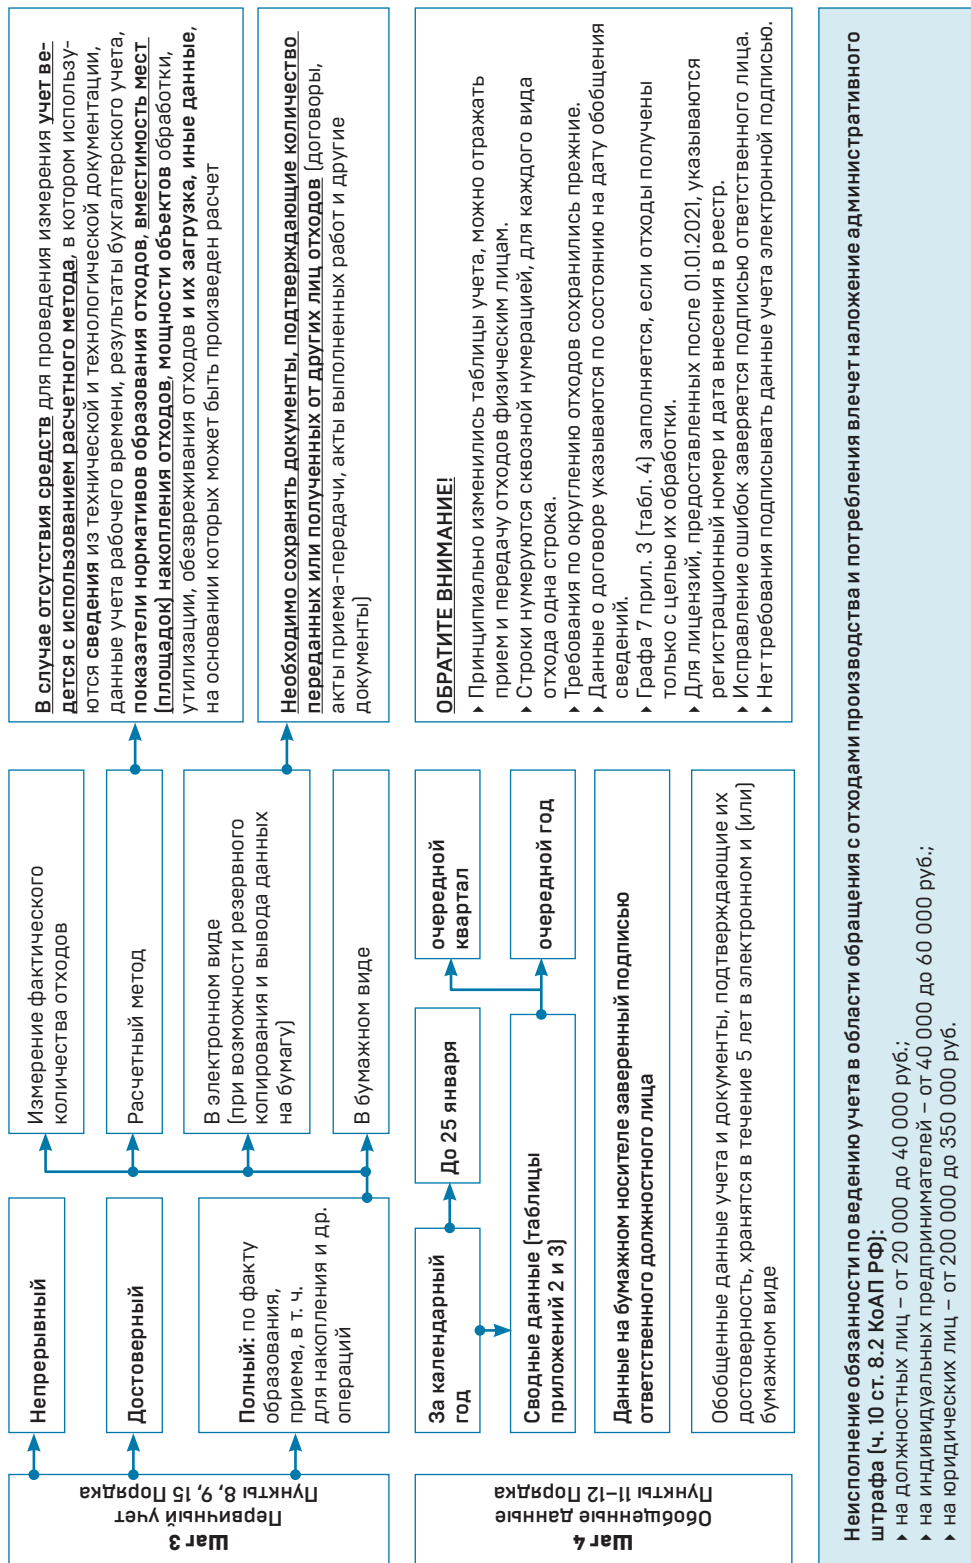 Шаг 3
Первичный учет
Пункты 8, 9, 15 Порядка
Непрерывный
Достоверный
Полный: по факту
образования,
приема, в т. ч.
для накопления и др.
операций
Измерение фактического
количества отходов
Расчетный метод
В электронном виде
(при возможности резервного
копирования и вывода данных
на бумагу)
В бумажном виде
В случае отсутствия средств для проведения измерения учет ве-
дется с использованием расчетного метода, в котором использу-
ются сведения из технической и технологической документации,
данные учета рабочего времени, результаты бухгалтерского учета,
показатели нормативов образования отходов, вместимость мест
(площадок) накопления отходов, мощности объектов обработки,
утилизации, обезвреживания отходов и их загрузка, иные данные,
на основании которых может быть произведен расчет
Необходимо сохранять документы, подтверждающие количество
переданных или полученных от других лиц отходов (договоры,
акты приема-передачи, акты выполненных работ и другие
документы)
Шаг 4
Обобщенные данные
Пункты 11–12 Порядка
За календарный
год
До 25 января
Сводные данные (таблицы
приложений 2 и 3)
очередной
квартал
очередной год
Данные на бумажном носителе заверенный подписью
ответственного должностного лица
Обобщенные данные учета и документы, подтверждающие их
достоверность, хранятся в течение 5 лет в электронном и (или)
бумажном виде
ОБРАТИТЕ ВНИМАНИЕ!
▸ Принципиально изменились таблицы учета, можно отражать
прием и передачу отходов физическим лицам.
▸ Строки нумеруются сквозной нумерацией, для каждого вида
отхода одна строка.
▸ Требования по округлению отходов сохранились прежние.
▸ Данные о договоре указываются по состоянию на дату обобщения
сведений.
▸ Графа 7 прил. 3 (табл. 4) заполняется, если отходы получены
только с целью их обработки.
▸ Для лицензий, предоставленных после 01.01.2021, указываются
регистрационный номер и дата внесения в реестр.
▸ Исправление ошибок заверяется подписью ответственного лица.
▸ Нет требования подписывать данные учета электронной подписью.
Неисполнение обязанности по ведению учета в области обращения с отходами производства и потребления влечет наложение административного
штрафа (ч. 10 ст. 8.2 КоАП РФ):
▸ на должностных лиц – от 20 000 до 40 000 руб.;
▸ на индивидуальных предпринимателей – от 40 000 до 60 000 руб.;
▸ на юридических лиц – от 200 000 до 350 000 руб.